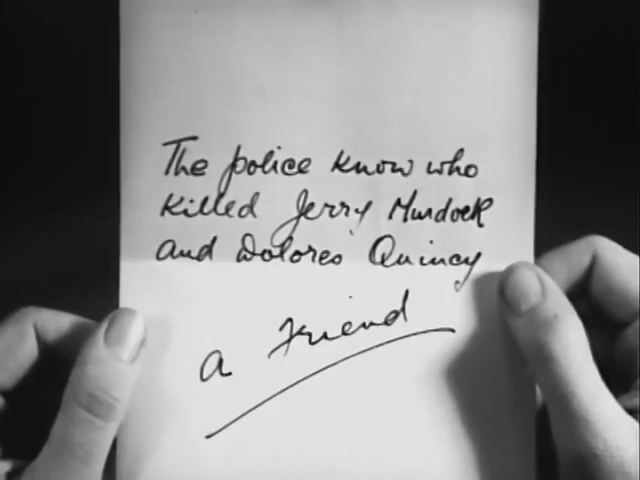 The police know who
killed Jerry Murdock
and Dolores Quincy
a friend